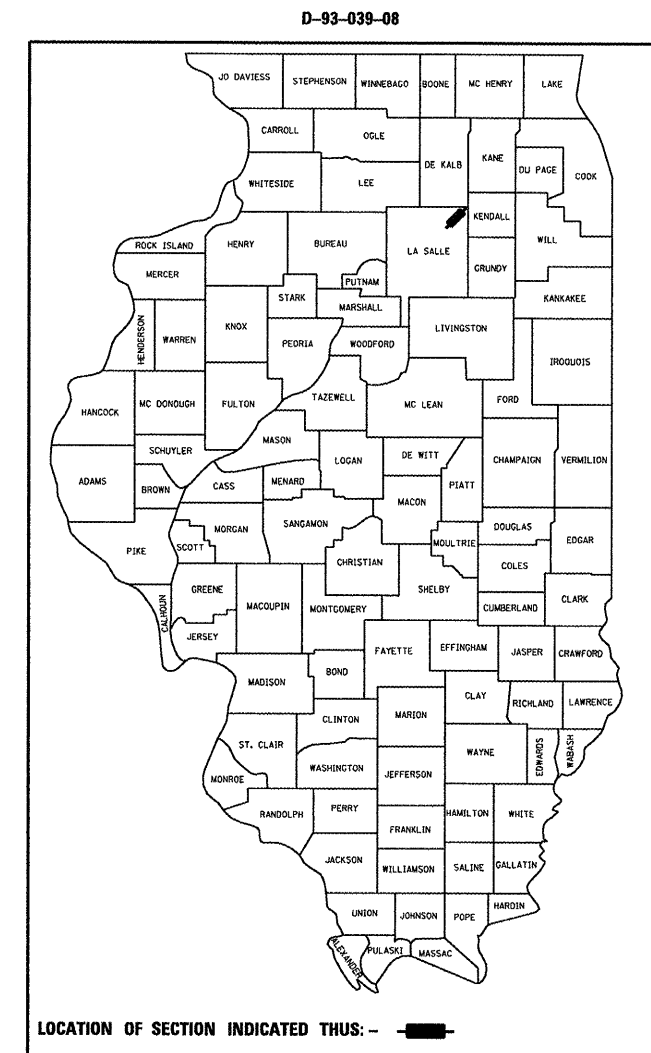 D-93-039-08
JO DAVIESS
STEPHENSON
WINNEBAGO
BOONE
MC HENRY
LAKE
CARROLL
OGLE
DE KALB
KANE
DU PAGE
COOK
WHITESIDE
LEE
KENDALL
WILL
ROCK ISLAND
HENRY
BUREAU
LA SALLE
GRUNDY
MERCER
PUTNAM
KANKAKEE
STARK
MARSHALL
HENDERSON
WARREN
KNOX
PEORIA
WOODFORD
LIVINGSTON
IROQUOIS
HANCOCK
MC DONOUGH
FULTON
TAZEWELL
MC LEAN
FORD
SCHUYLER
MASON
LOGAN
DE WITT
CHAMPAIGN
VERMILION
ADAMS
BROWN
CASS
MENARD
PIATT
MACON
MORGAN
SANGAMON
DOUGLAS
EDGAR
PIKE
SCOTT
CHRISTIAN
MOULTRIE
COLES
CALHOUN
GREENE
MACOUPIN
MONTGOMERY
SHELBY
CUMBERLAND
CLARK
JERSEY
FAYETTE
EFFINGHAM
JASPER
CRAWFORD
MADISON
BOND
CLAY
RICHLAND
LAWRENCE
CLINTON
MARION
ST. CLAIR
WAYNE
EDWARDS
WABASH
MONROE
WASHINGTON
JEFFERSON
RANDOLPH
PERRY
HAMILTON
WHITE
FRANKLIN
JACKSON
WILLIAMSON
SALINE
GALLATIN
UNION
JOHNSON
POPE
HARDIN
ALEXANDER
PULASKI
MASSAC
LOCATION OF SECTION INDICATED THUS: -